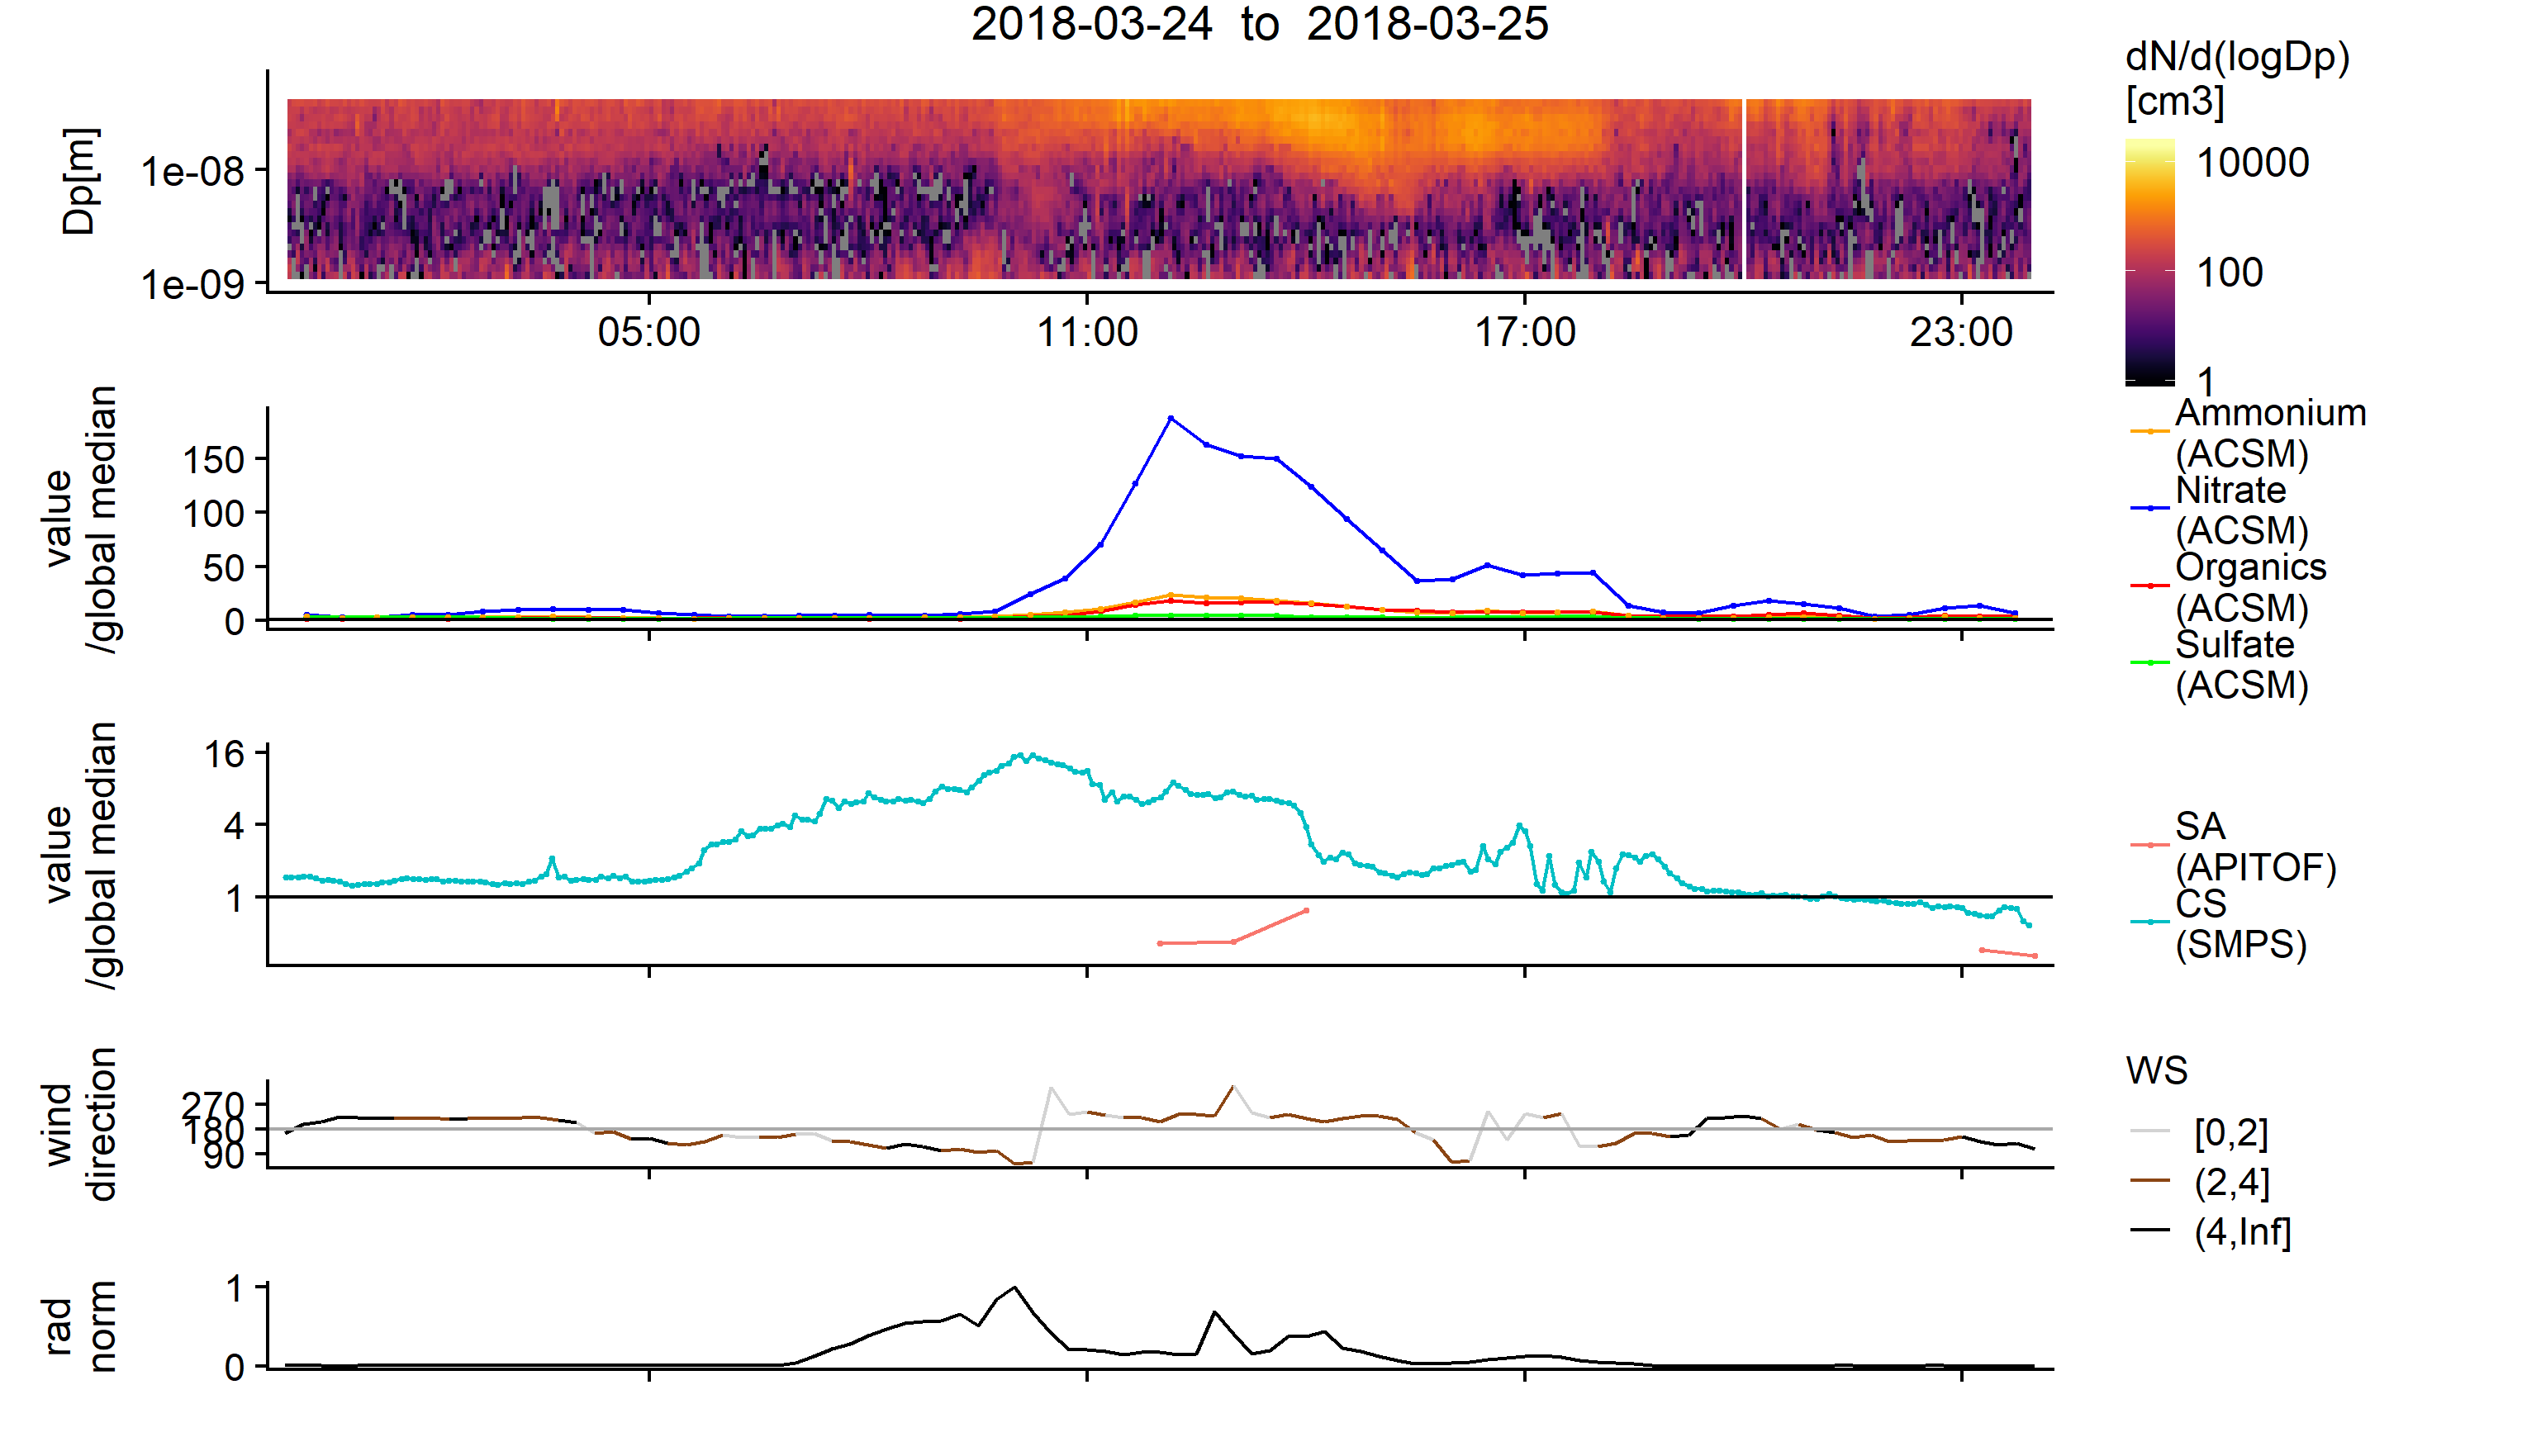 2018-03-24 to 2018-03-25
Dp[m]
1e-08
1e-09
05:00
11:00
17:00
23:00
dN/d(logDp)
[cm3]
10000
100
1
value
/global median
150
100
50
0
Ammonium
(ACSM)
Nitrate
(ACSM)
Organics
(ACSM)
Sulfate
(ACSM)
value
/global median
16
4
1
SA
(APITOF)
CS
(SMPS)
wind
direction
270
180
90
WS
[0,2]
(2,4]
(4,Inf]
rad
norm
1
0